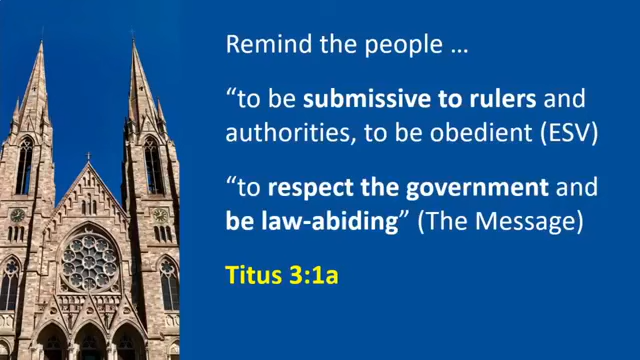 Remind the people …
“to be submissive to rulers and
authorities, to be obedient (ESV)
“to respect the government and
be law-abiding” (The Message)
Titus 3:1a